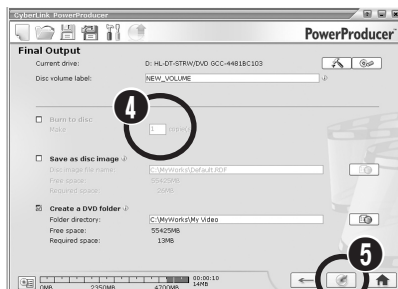 CyberLink PowerProducer
PowerProducer
Final Output
Current drive: D: HL-DT-STRW/DVD GCC-4481BC103
Disc volume label: NEW_VOLUME
4
Burn to disc
Make 1 copies
Save as disc image
Disc image file name: C:\MyWorks\Default.RDF
Free space: 55425MB
Required space: 26MB
Create a DVD folder
Folder directory: C:\MyWorks\My Video
Free space: 55425MB
Required space: 13MB
5
00:00:10
14MB
0MB 2350MB 4700MB